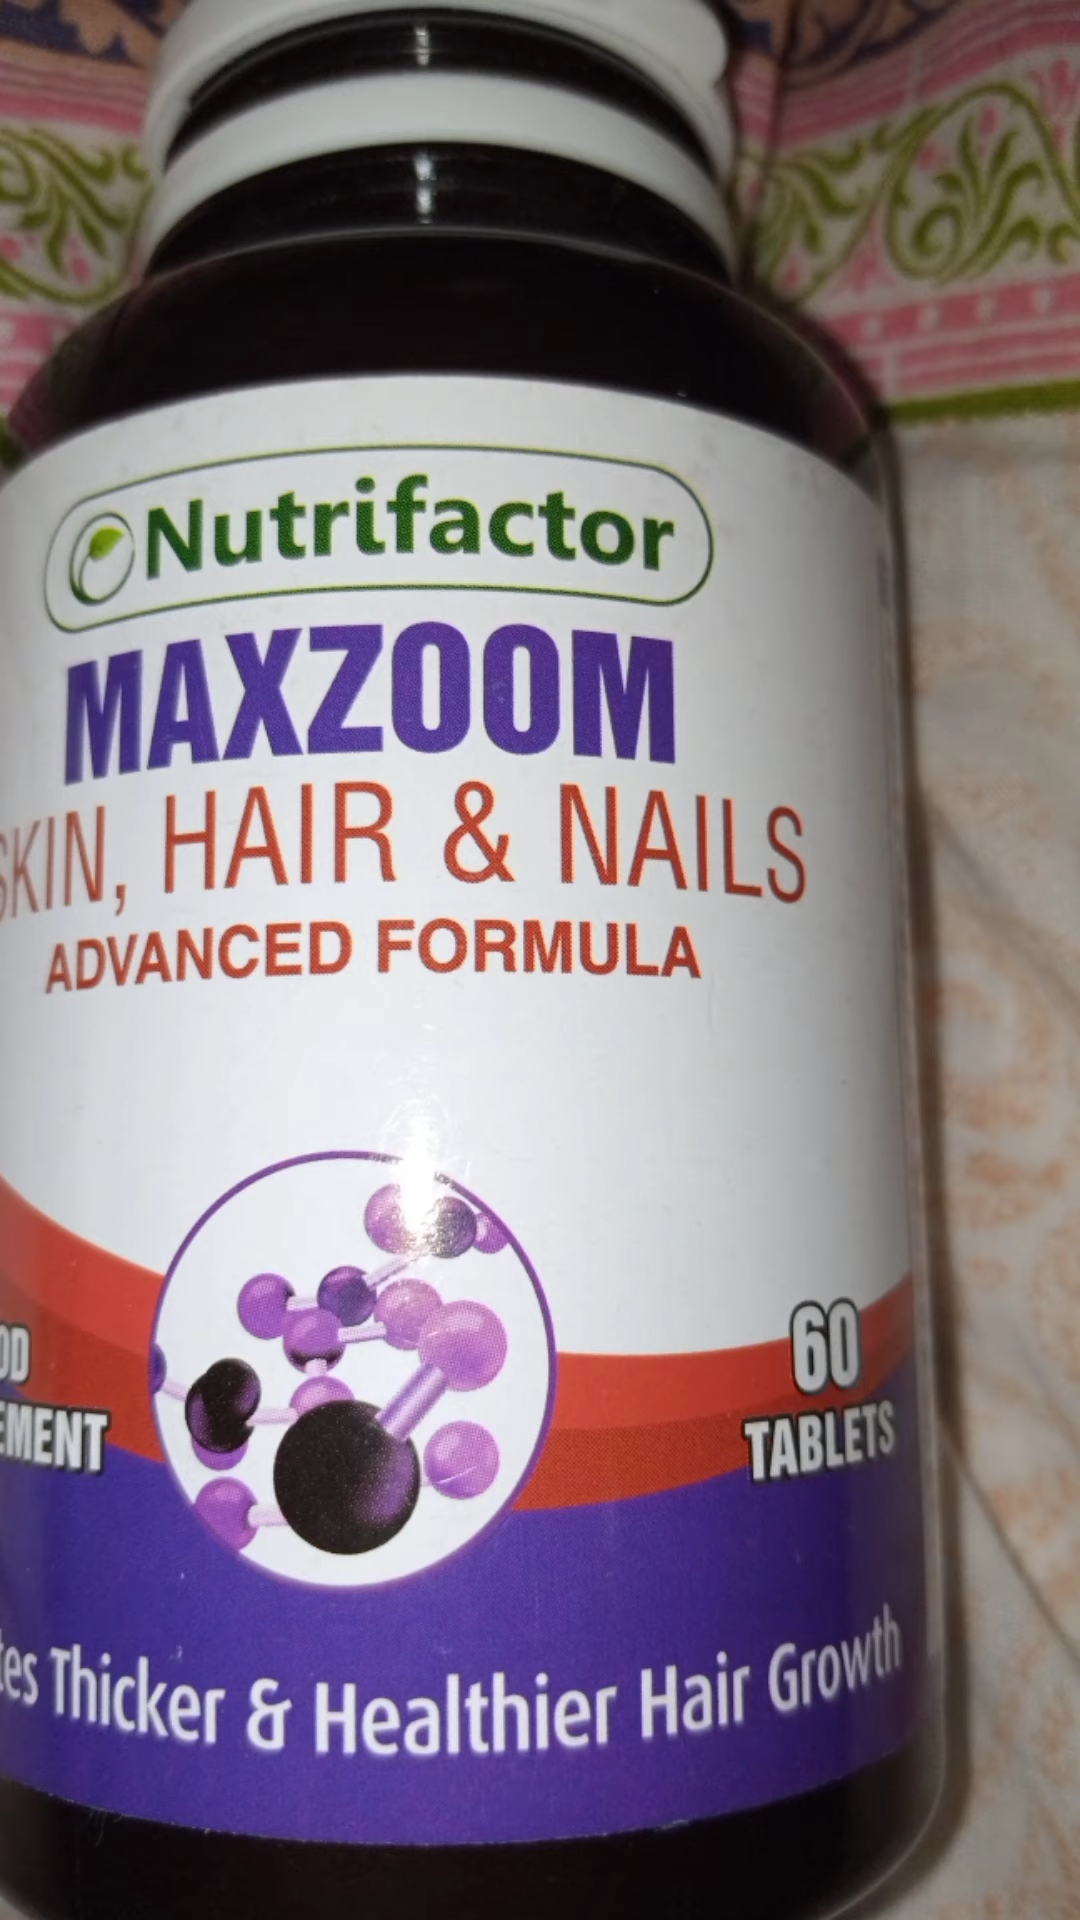 Nutrifactor
MAXZOOM
SKIN, HAIR & NAILS
ADVANCED FORMULA
60
TABLETS
Thicker & Healthier Hair Growth